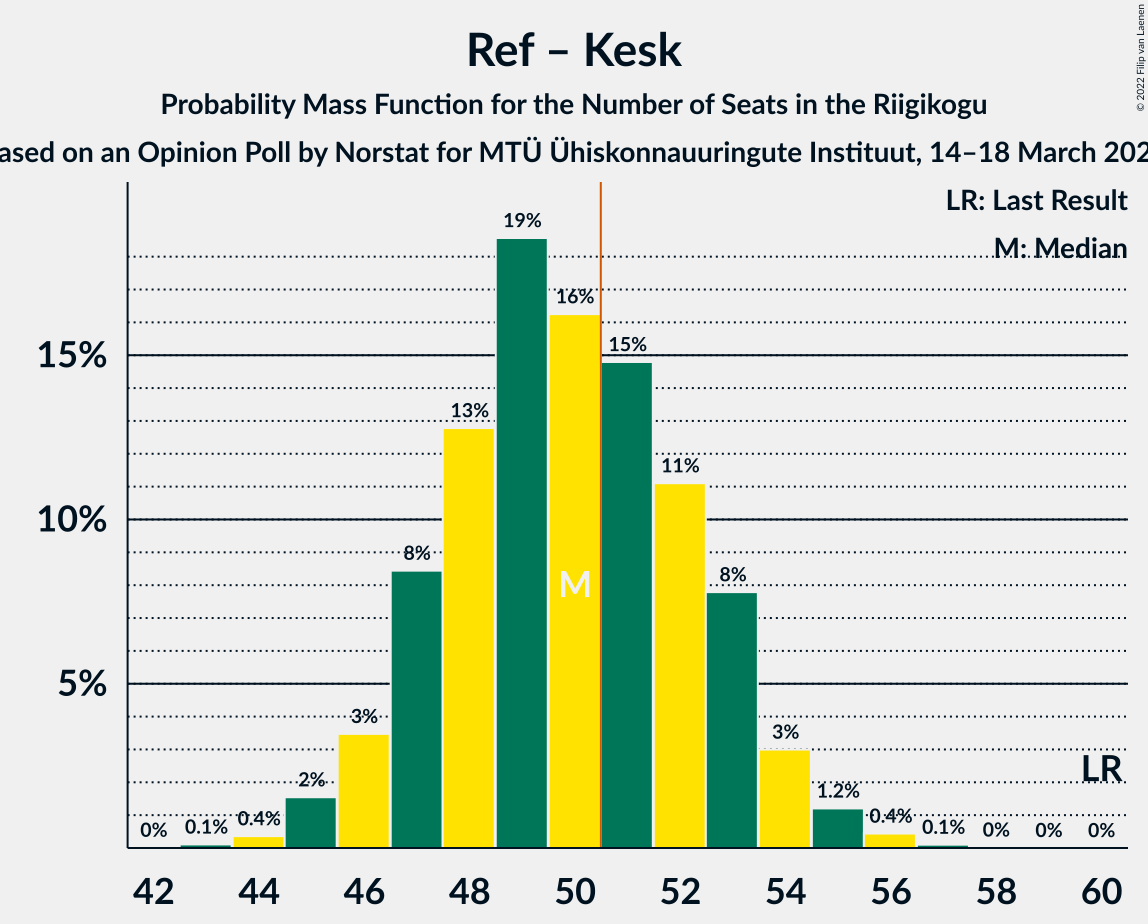 Ref – Kesk
Probability Mass Function for the Number of Seats in the Riigikogu
ased on an Opinion Poll by Norstat for MTÜ Ühiskonnauuringute Instituut, 14–18 March 202
© 2022 Filip van Laenen
LR: Last Result
M: Median
15%
10%
5%
0%
0.1%
0.4%
2%
3%
8%
13%
19%
16%
15%
11%
8%
3%
1.2%
0.4%
0.1%
0%
0%
0%
M
LR
42 44 46 48 50 52 54 56 58 60